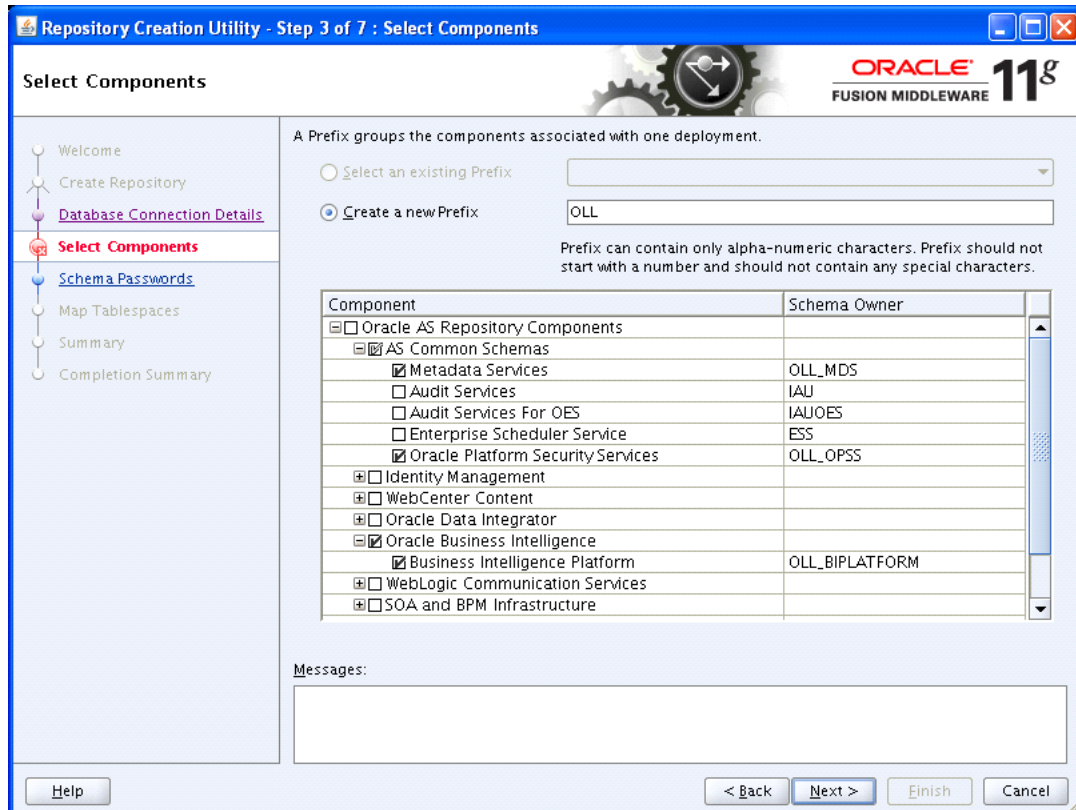 Repository Creation Utility - Step 3 of 7 : Select Components
Select Components
ORACLE
FUSION MIDDLEWARE 11g
Welcome
Create Repository
Database Connection Details
Select Components
Schema Passwords
Map Tablespaces
Summary
Completion Summary
A Prefix groups the components associated with one deployment.
Select an existing Prefix
Create a new Prefix OLL
Prefix can contain only alpha-numeric characters. Prefix should not
start with a number and should not contain any special characters.
Component Schema Owner
Oracle AS Repository Components
AS Common Schemas
Metadata Services OLL_MDS
Audit Services IAU
Audit Services For OES IAUOES
Enterprise Scheduler Service ESS
Oracle Platform Security Services OLL_OPSS
Identity Management
WebCenter Content
Oracle Data Integrator
Oracle Business Intelligence
Business Intelligence Platform OLL_BIPLATFORM
WebLogic Communication Services
SOA and BPM Infrastructure
Messages:
Help < Back Next > Finish Cancel